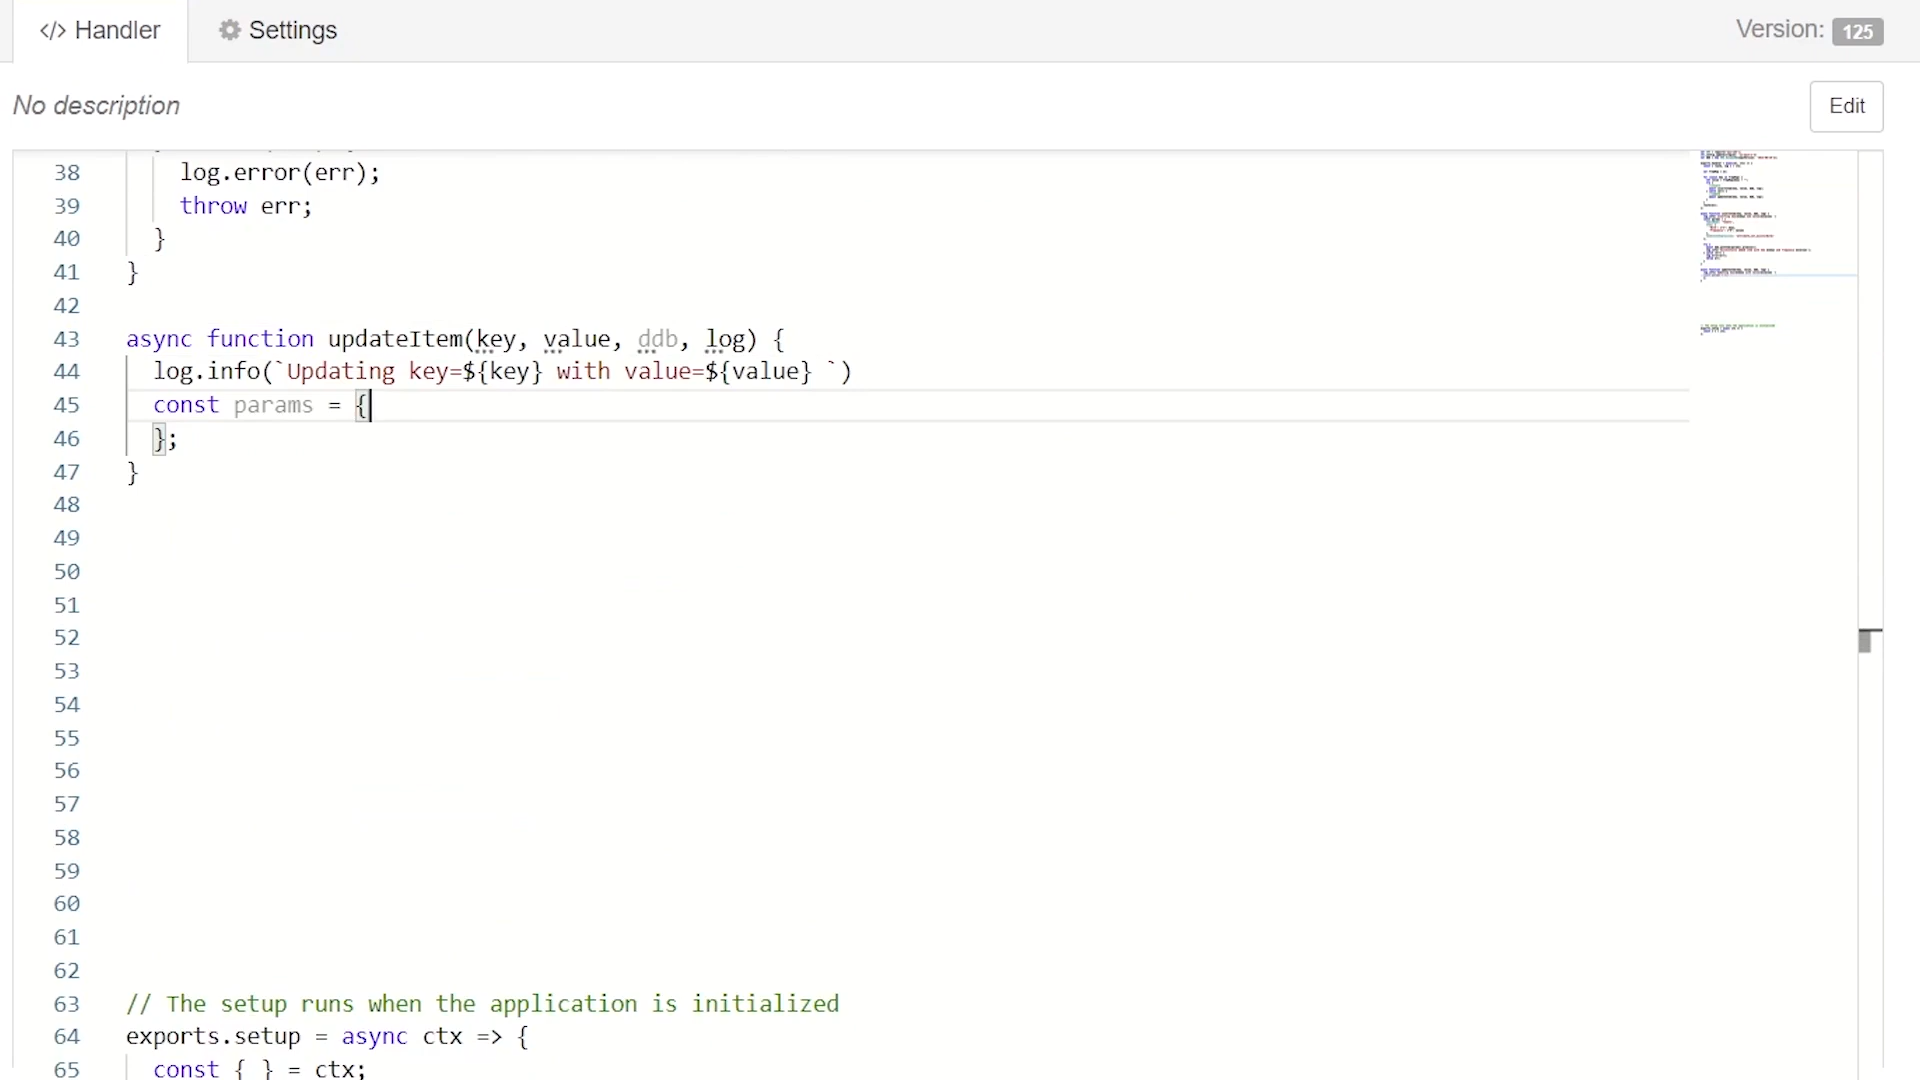 </> Handler Settings Version: 125
No description Edit
38 log.error(err);
39 throw err;
40 }
41 }
42
43 async function updateItem(key, value, ddb, log) {
44 log.info(`Updating key=${key} with value=${value} `)
45 const params = {
46 };
47 }
48
49
50
51
52
53
54
55
56
57
58
59
60
61
62
63 // The setup runs when the application is initialized
64 exports.setup = async ctx => {
65 const { } = ctx;